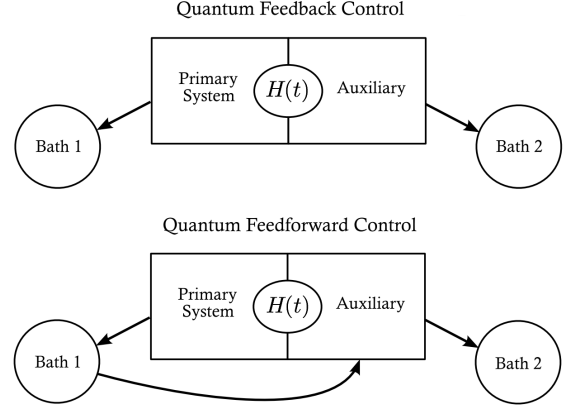 Quantum Feedback Control
Primary
System
H(t)
Auxiliary
Bath 1
Bath 2
Quantum Feedforward Control
Primary
System
H(t)
Auxiliary
Bath 1
Bath 2